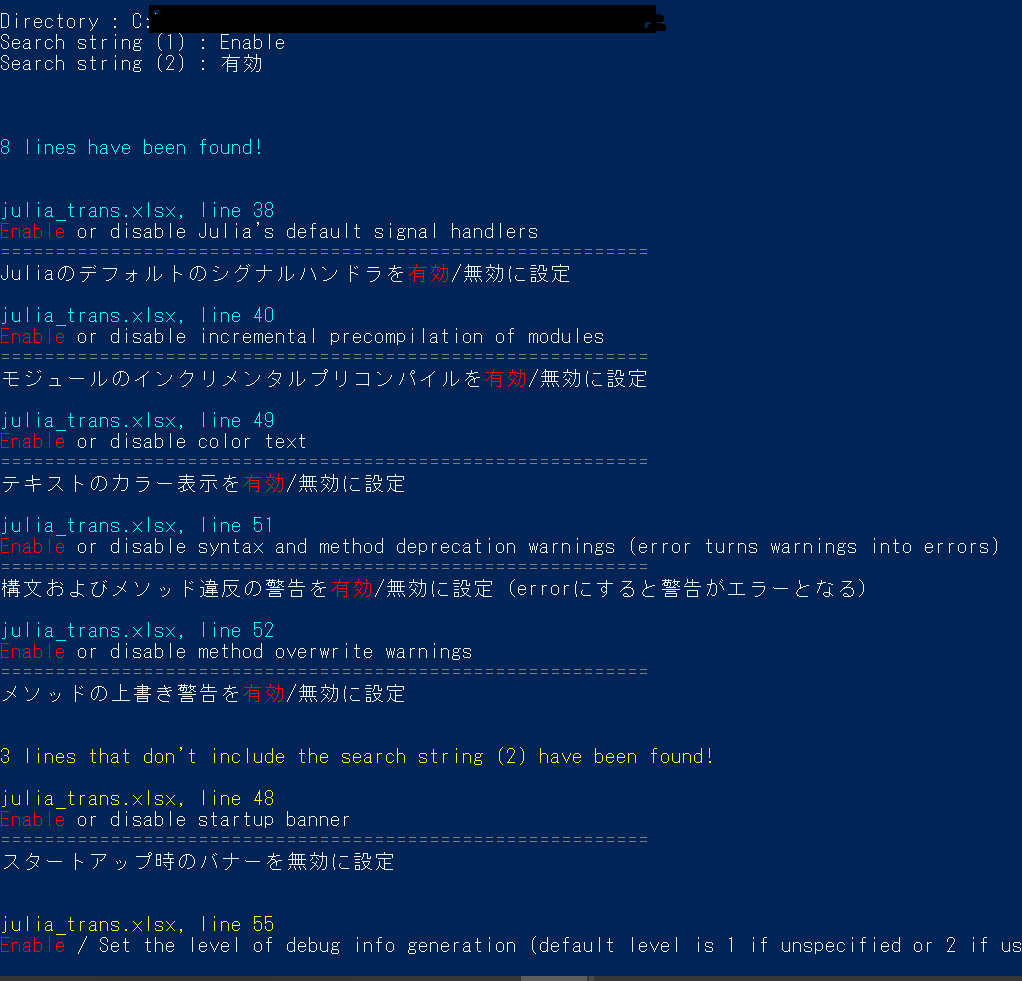 Directory : C:
Search string (1) : Enable
Search string (2) : 有効
8 lines have been found!
julia_trans.xlsx, line 38
Enable or disable Julia's default signal handlers
===========================================================
Juliaのデフォルトのシグナルハンドラを有効/無効に設定
julia_trans.xlsx, line 40
Enable or disable incremental precompilation of modules
===========================================================
モジュールのインクリメンタルプリコンパイルを有効/無効に設定
julia_trans.xlsx, line 49
Enable or disable color text
===========================================================
テキストのカラー表示を有効/無効に設定
julia_trans.xlsx, line 51
Enable or disable syntax and method deprecation warnings (error turns warnings into errors)
===========================================================
構文およびメソッド違反の警告を有効/無効に設定 (errorにすると警告がエラーとなる)
julia_trans.xlsx, line 52
Enable or disable method overwrite warnings
===========================================================
メソッドの上書き警告を有効/無効に設定
3 lines that don't include the search string (2) have been found!
julia_trans.xlsx, line 48
Enable or disable startup banner
===========================================================
スタートアップ時のバナーを無効に設定
julia_trans.xlsx, line 55
Enable / Set the level of debug info generation (default level is 1 if unspecified or 2 if us